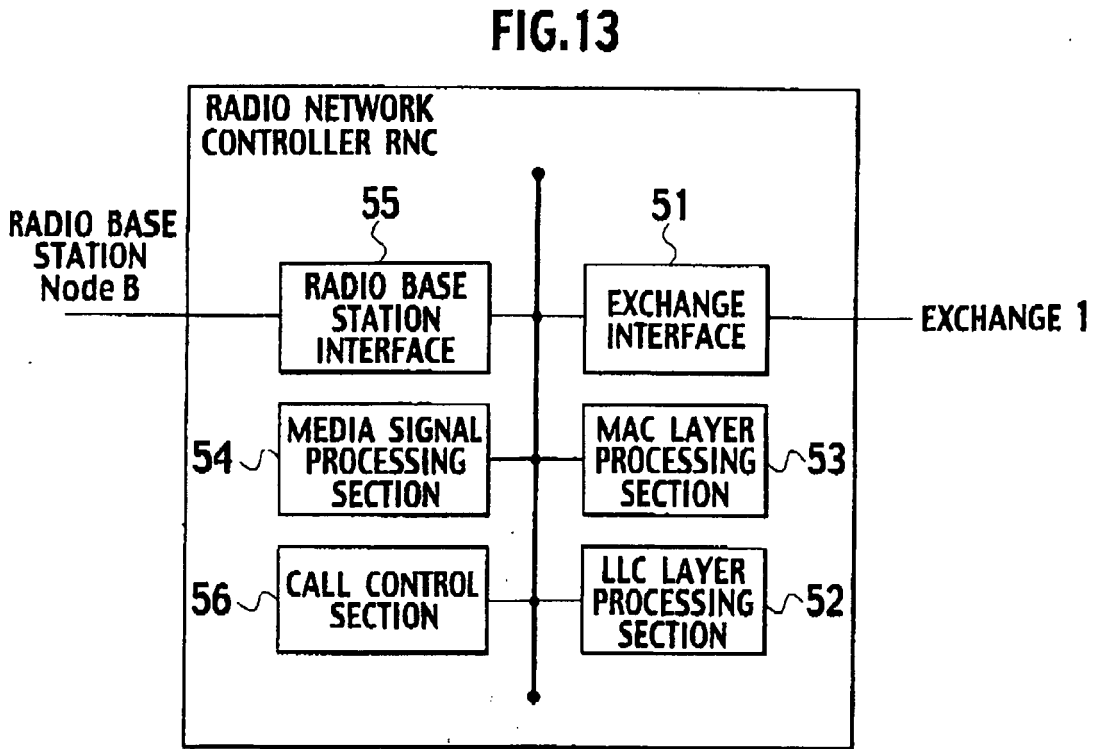 FIG.13
RADIO NETWORK
CONTROLLER RNC
RADIO BASE
STATION
Node B
55
RADIO BASE
STATION
INTERFACE
51
EXCHANGE
INTERFACE
EXCHANGE 1
54
MEDIA SIGNAL
PROCESSING
SECTION
MAC LAYER
PROCESSING
SECTION
53
56
CALL CONTROL
SECTION
LLC LAYER
PROCESSING
SECTION
52